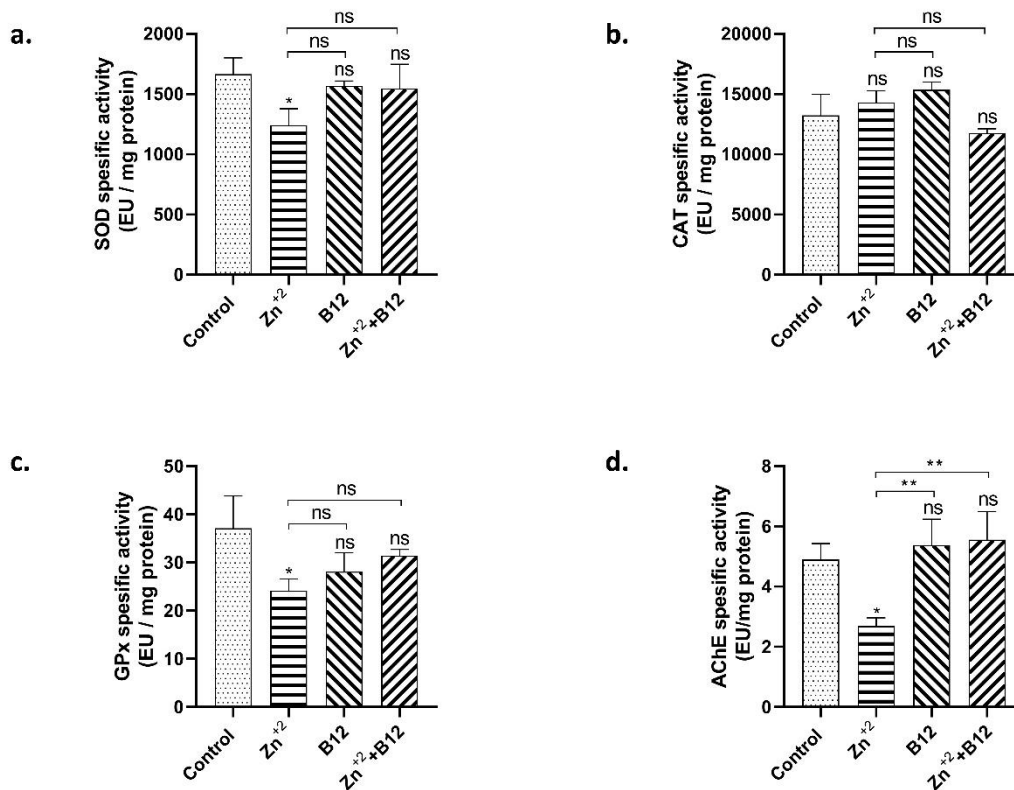 a.
SOD spesific activity
(EU / mg protein)
2000
1500
1000
500
0
ns
ns
*
ns
ns
Control
Zn⁺²
B12
Zn⁺²+B12
b.
CAT spesific activity
(EU / mg protein)
20000
15000
10000
5000
0
ns
ns
ns
ns
ns
Control
Zn⁺²
B12
Zn⁺²+B12
c.
GPx spesific activity
(EU / mg protein)
50
40
30
20
10
0
ns
ns
*
ns
ns
Control
Zn⁺²
B12
Zn⁺²+B12
d.
AChE spesific activity
(EU/mg protein)
8
6
4
2
0
**
**
*
ns
ns
Control
Zn⁺²
B12
Zn⁺²+B12